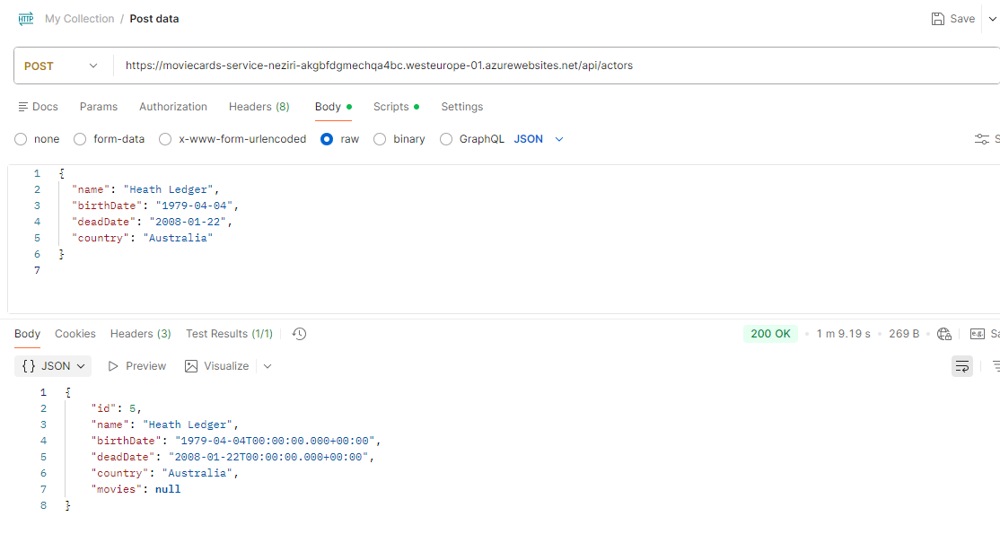 HTTP My Collection / Post data Save
POST https://moviecards-service-neziri-akgbfdgmechqa4bc.westeurope-01.azurewebsites.net/api/actors
Docs Params Authorization Headers (8) Body Scripts Settings
none form-data x-www-form-urlencoded raw binary GraphQL JSON S
1 {
2 "name": "Heath Ledger",
3 "birthDate": "1979-04-04",
4 "deadDate": "2008-01-22",
5 "country": "Australia"
6 }
7
Body Cookies Headers (3) Test Results (1/1) 200 OK • 1 m 9.19 s • 269 B • e.g. Sa
{} JSON Preview Visualize
1 {
2 "id": 5,
3 "name": "Heath Ledger",
4 "birthDate": "1979-04-04T00:00:00.000+00:00",
5 "deadDate": "2008-01-22T00:00:00.000+00:00",
6 "country": "Australia",
7 "movies": null
8 }